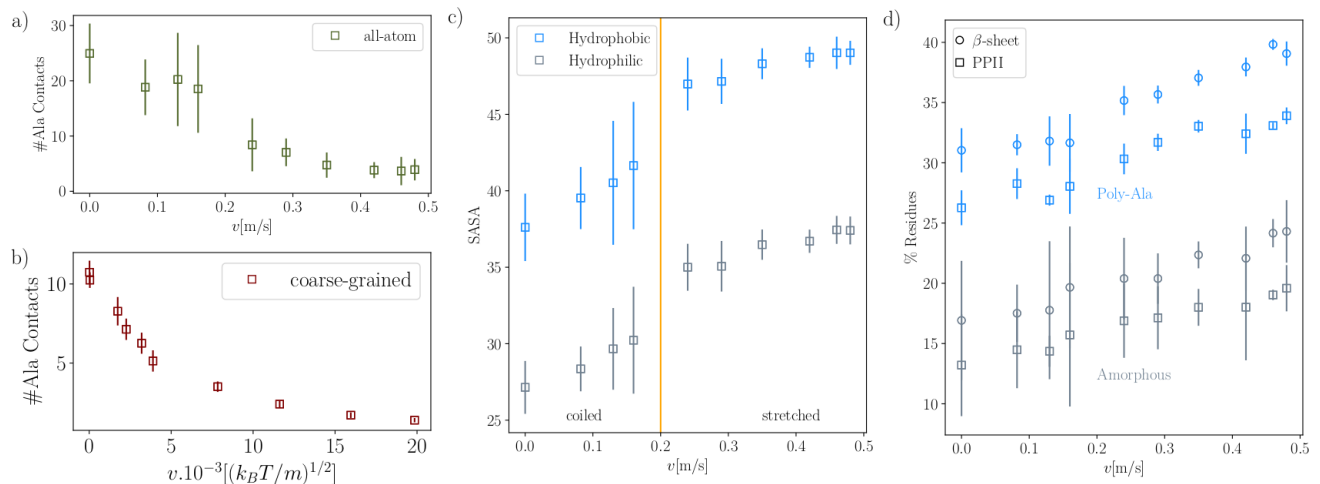 a)
all-atom
#Ala Contacts
30
20
10
0
0.0 0.1 0.2 0.3 0.4 0.5
v[m/s]
b)
coarse-grained
#Ala Contacts
10
5
0 5 10 15 20
v.10⁻³[(k_BT/m)^{1/2}]
c)
Hydrophobic
Hydrophilic
SASA
50
45
40
35
30
25
coiled stretched
0.0 0.1 0.2 0.3 0.4 0.5
v[m/s]
d)
β-sheet
PPII
% Residues
40
35
30
25
20
15
10
Poly-Ala
Amorphous
0.0 0.1 0.2 0.3 0.4 0.5
v[m/s]